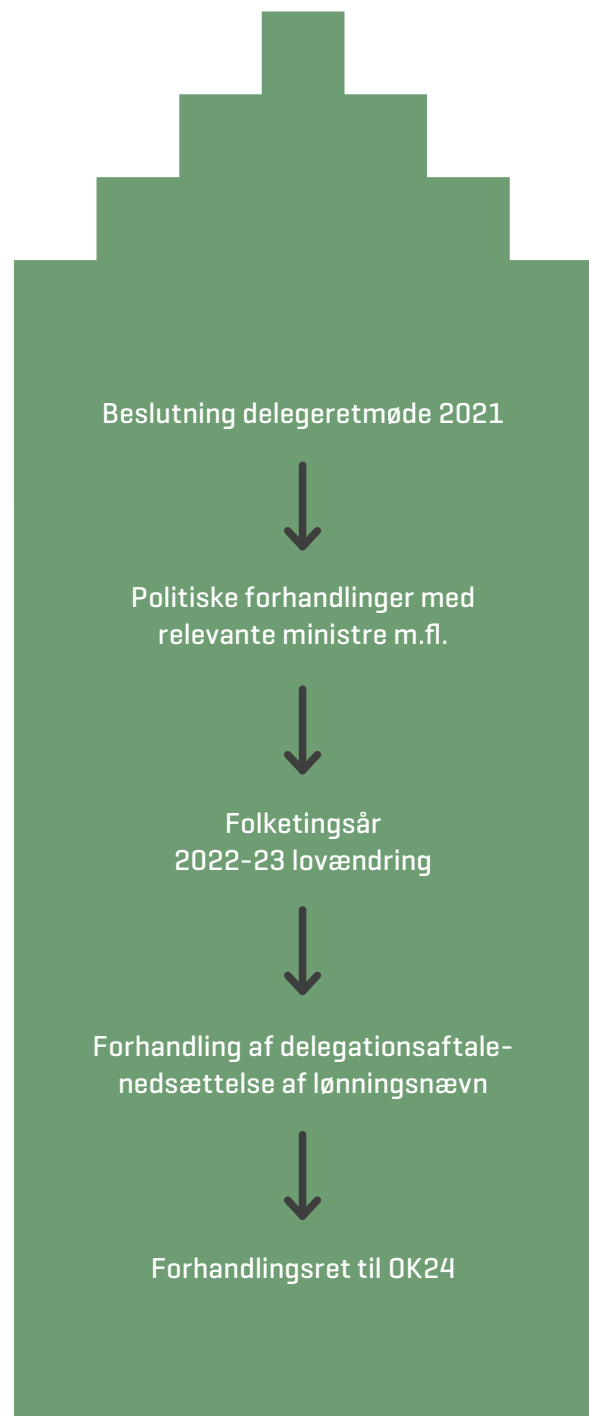 Beslutning delegeretmøde 2021
Politiske forhandlinger med
relevante ministre m.fl.
Folketingsår
2022-23 lovændring
Forhandling af delegationsaftale-
nedsættelse af lønningsnævn
Forhandlingsret til OK24